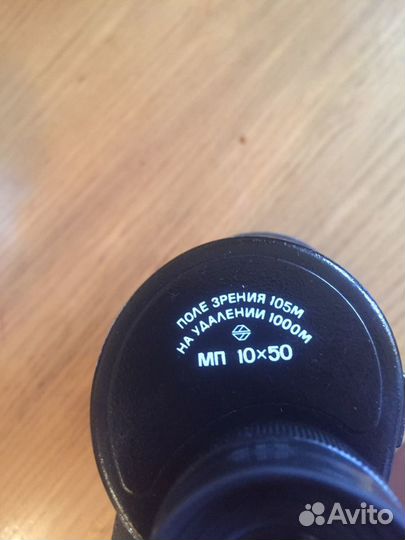 ПОЛЕ ЗРЕНИЯ 105М
НА УДАЛЕНИИ 1000М
МП 10×50
Avito